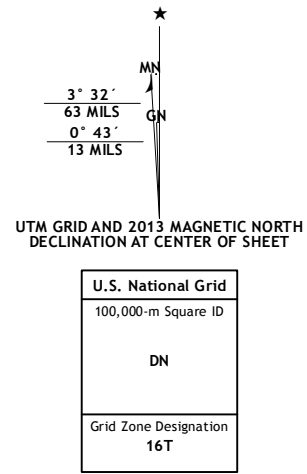 ★
MN
3° 32´
63 MILS
GN
0° 43´
13 MILS
UTM GRID AND 2013 MAGNETIC NORTH
DECLINATION AT CENTER OF SHEET
U.S. National Grid
100,000-m Square ID
DN
Grid Zone Designation
16T